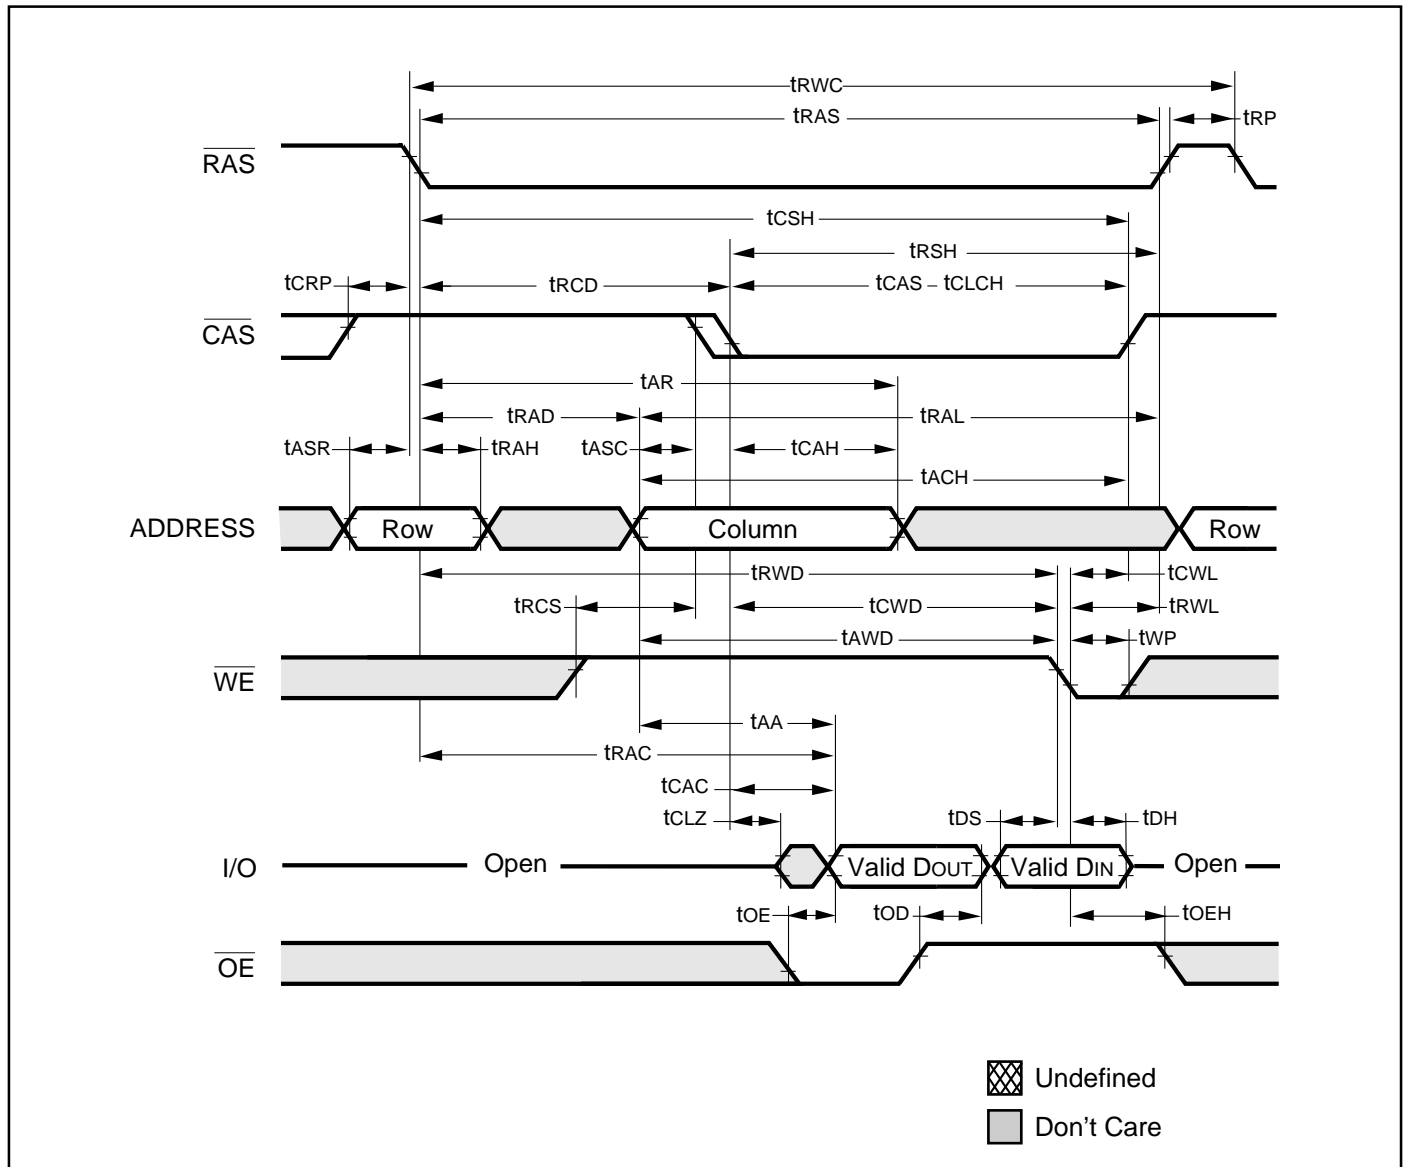 tRWC
tRAS tRP
RAS
tCSH
tRSH
tCRP tRCD tCAS – tCLCH
CAS
tAR
tRAD tRAL
tASR tRAH tASC tCAH
tACH
ADDRESS Row Column Row
tRWD tCWL
tRCS tCWD tRWL
tAWD tWP
WE
tAA
tRAC
tCAC
tCLZ tDS tDH
I/O Open Valid DOUT Valid DIN Open
tOE tOD tOEH
OE
Undefined
Don't Care